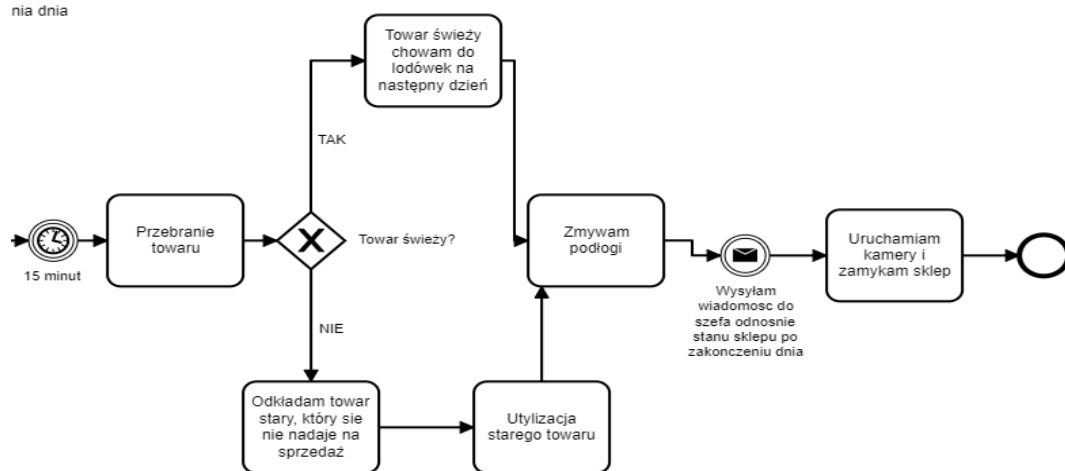 nia dnia
Towar świeży
chowam do
lodówek na
następny dzień
TAK
15 minut
Przebranie
towaru
Towar świeży?
Zmywam
podłogi
Wysyłam
wiadomosc do
szefa odnosnie
stanu sklepu po
zakonczeniu dnia
Uruchamiam
kamery i
zamykam sklep
NIE
Odkładam towar
stary, który sie
nie nadaje na
sprzedaż
Utylizacja
starego towaru